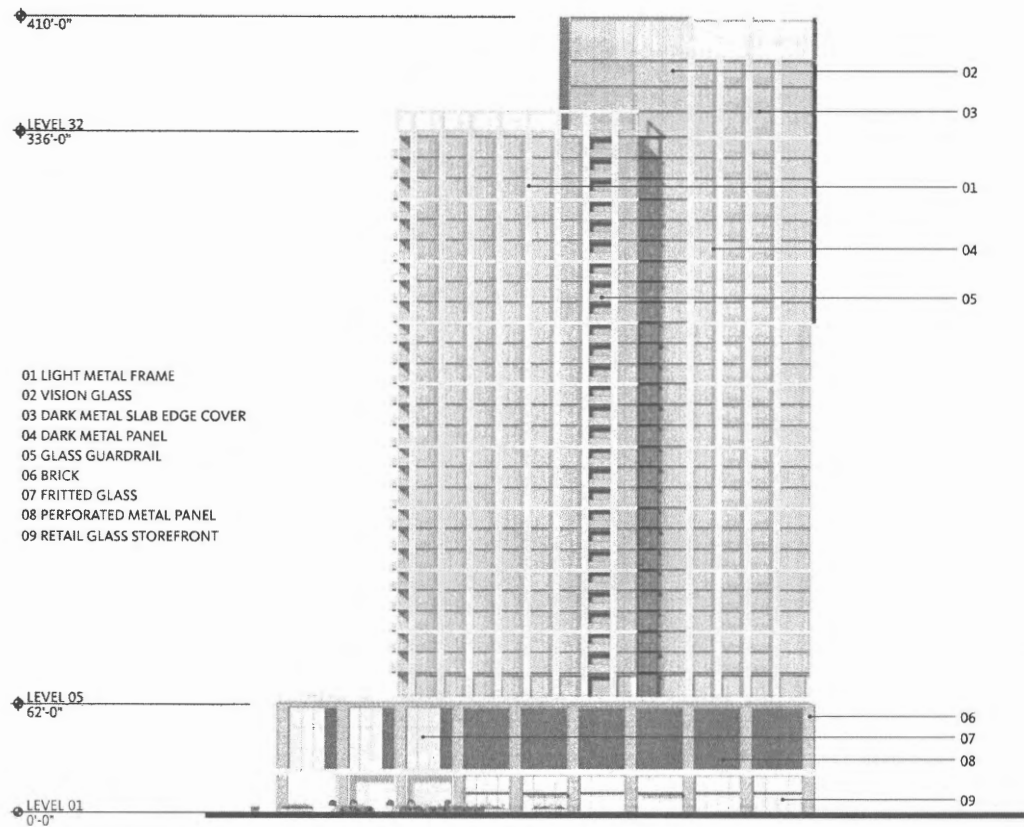 410'-0"
02
03
LEVEL 32
336'-0"
01
04
05
01 LIGHT METAL FRAME
02 VISION GLASS
03 DARK METAL SLAB EDGE COVER
04 DARK METAL PANEL
05 GLASS GUARDRAIL
06 BRICK
07 FRITTED GLASS
08 PERFORATED METAL PANEL
09 RETAIL GLASS STOREFRONT
LEVEL 05
62'-0"
06
07
08
09
LEVEL 01
0'-0"